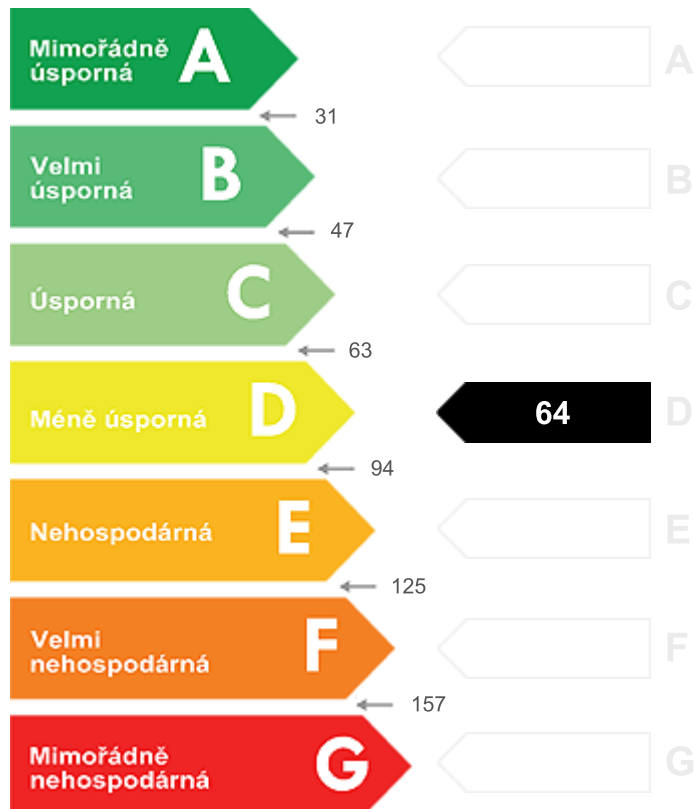 Mimořádně
úsporná
A
A
31
Velmi
úsporná
B
B
47
Úsporná
C
C
63
Méně úsporná
D
64
D
94
Nehospodárná
E
E
125
Velmi
nehospodárná
F
F
157
Mimořádně
nehospodárná
G
G